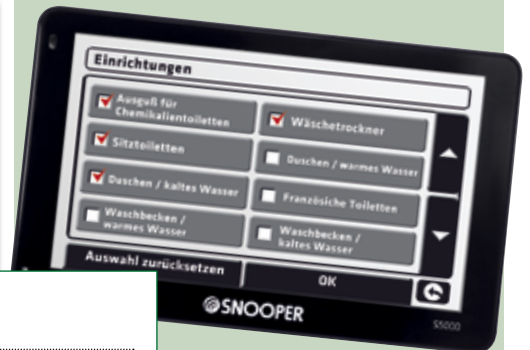 Einrichtungen
Ausguß für
Chemikalientoiletten
Wäschetrockner
Sitztoiletten
Duschen / warmes Wasser
Duschen / kaltes Wasser
Französiche Toiletten
Waschbecken /
warmes Wasser
Waschbecken /
kaltes Wasser
Auswahl zurücksetzen
OK
SNOOPER
S5000